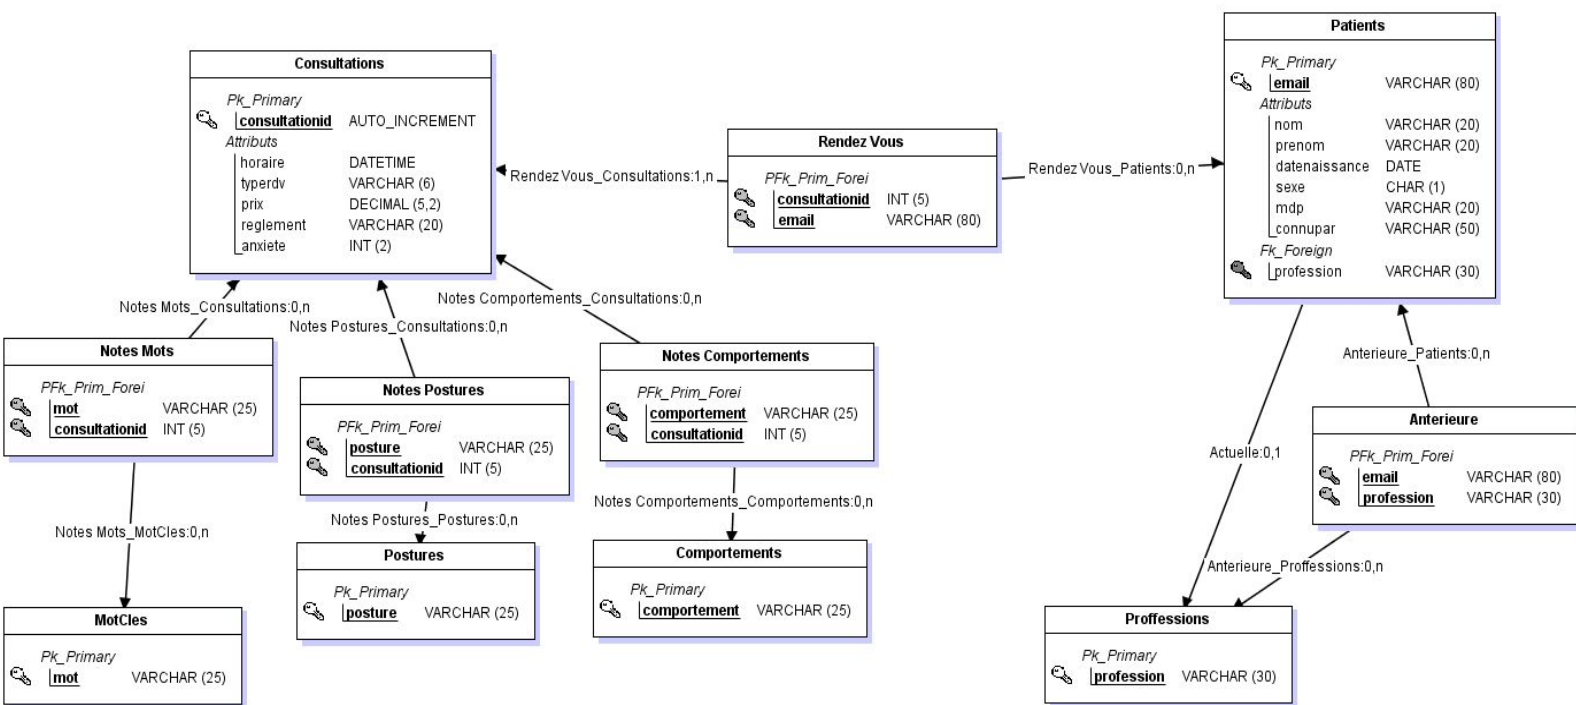 Consultations
Pk_Primary
consultationid AUTO_INCREMENT
Attributs
horaire DATETIME
typerdv VARCHAR (6)
prix DECIMAL (5,2)
reglement VARCHAR (20)
anxiete INT (2)
Rendez Vous_Consultations:1,n
Rendez Vous
PFk_Prim_Forei
consultationid INT (5)
email VARCHAR (80)
Rendez Vous_Patients:0,n
Patients
Pk_Primary
email VARCHAR (80)
Attributs
nom VARCHAR (20)
prenom VARCHAR (20)
datenaissance DATE
sexe CHAR (1)
mdp VARCHAR (20)
connupar VARCHAR (50)
Fk_Foreign
profession VARCHAR (30)
Notes Mots_Consultations:0,n
Notes Postures_Consultations:0,n
Notes Comportements_Consultations:0,n
Notes Mots
PFk_Prim_Forei
mot VARCHAR (25)
consultationid INT (5)
Notes Postures
PFk_Prim_Forei
posture VARCHAR (25)
consultationid INT (5)
Notes Comportements
PFk_Prim_Forei
comportement VARCHAR (25)
consultationid INT (5)
Anterieure_Patients:0,n
Anterieure
PFk_Prim_Forei
email VARCHAR (80)
profession VARCHAR (30)
Actuelle:0,1
Notes Mots_MotCles:0,n
Notes Postures_Postures:0,n
Notes Comportements_Comportements:0,n
Anterieure_Proffessions:0,n
MotCles
Pk_Primary
mot VARCHAR (25)
Postures
Pk_Primary
posture VARCHAR (25)
Comportements
Pk_Primary
comportement VARCHAR (25)
Proffessions
Pk_Primary
profession VARCHAR (30)